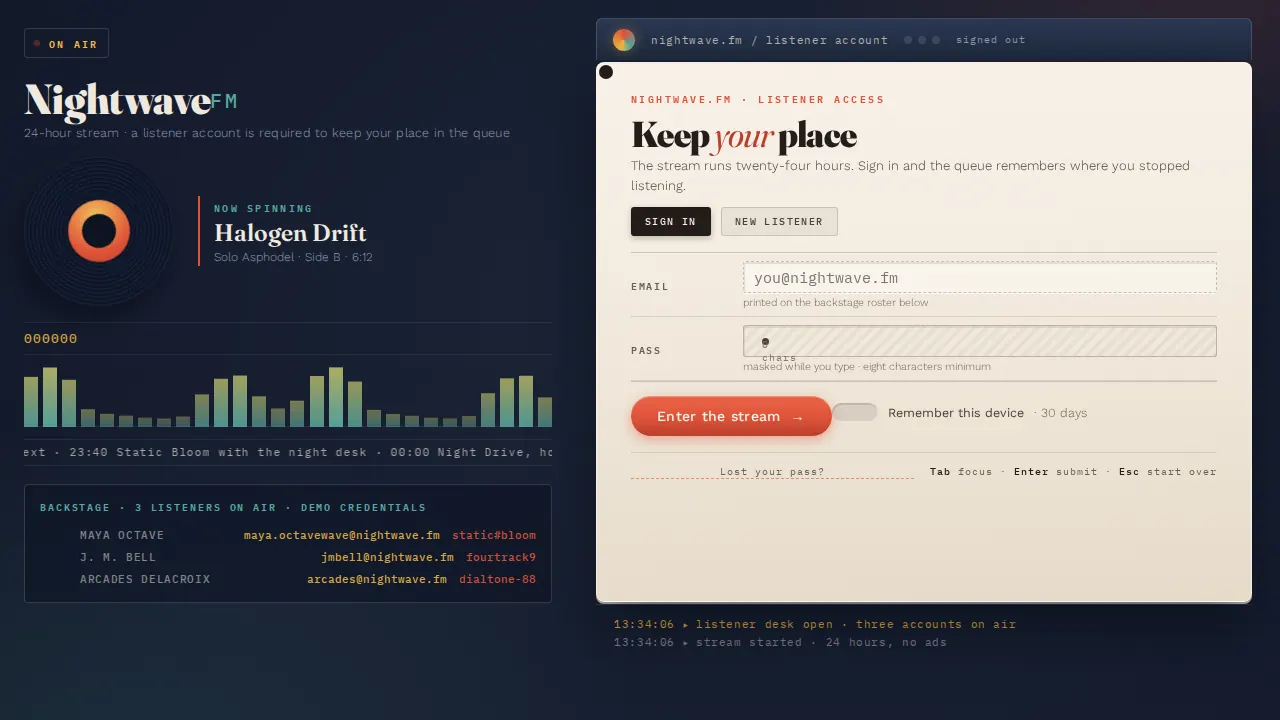 ON AIR
NightwaveFM
24-hour stream · a listener account is required to keep your place in the queue
NOW SPINNING
Halogen Drift
Solo Asphodel · Side B · 6:12
000000
ext · 23:40 Static Bloom with the night desk · 00:00 Night Drive, ho
BACKSTAGE · 3 LISTENERS ON AIR · DEMO CREDENTIALS
MAYA OCTAVE maya.octavewave@nightwave.fm static#bloom
J. M. BELL jmbell@nightwave.fm fourtrack9
ARCADES DELACROIX arcades@nightwave.fm dialtone-88
nightwave.fm / listener account signed out
NIGHTWAVE.FM · LISTENER ACCESS
Keep your place
The stream runs twenty-four hours. Sign in and the queue remembers where you stopped
listening.
SIGN IN NEW LISTENER
EMAIL you@nightwave.fm
printed on the backstage roster below
PASS
chars
masked while you type · eight characters minimum
Enter the stream → Remember this device · 30 days
Lost your pass? Tab focus · Enter submit · Esc start over
13:34:06 ▸ listener desk open · three accounts on air
13:34:06 ▸ stream started · 24 hours, no ads